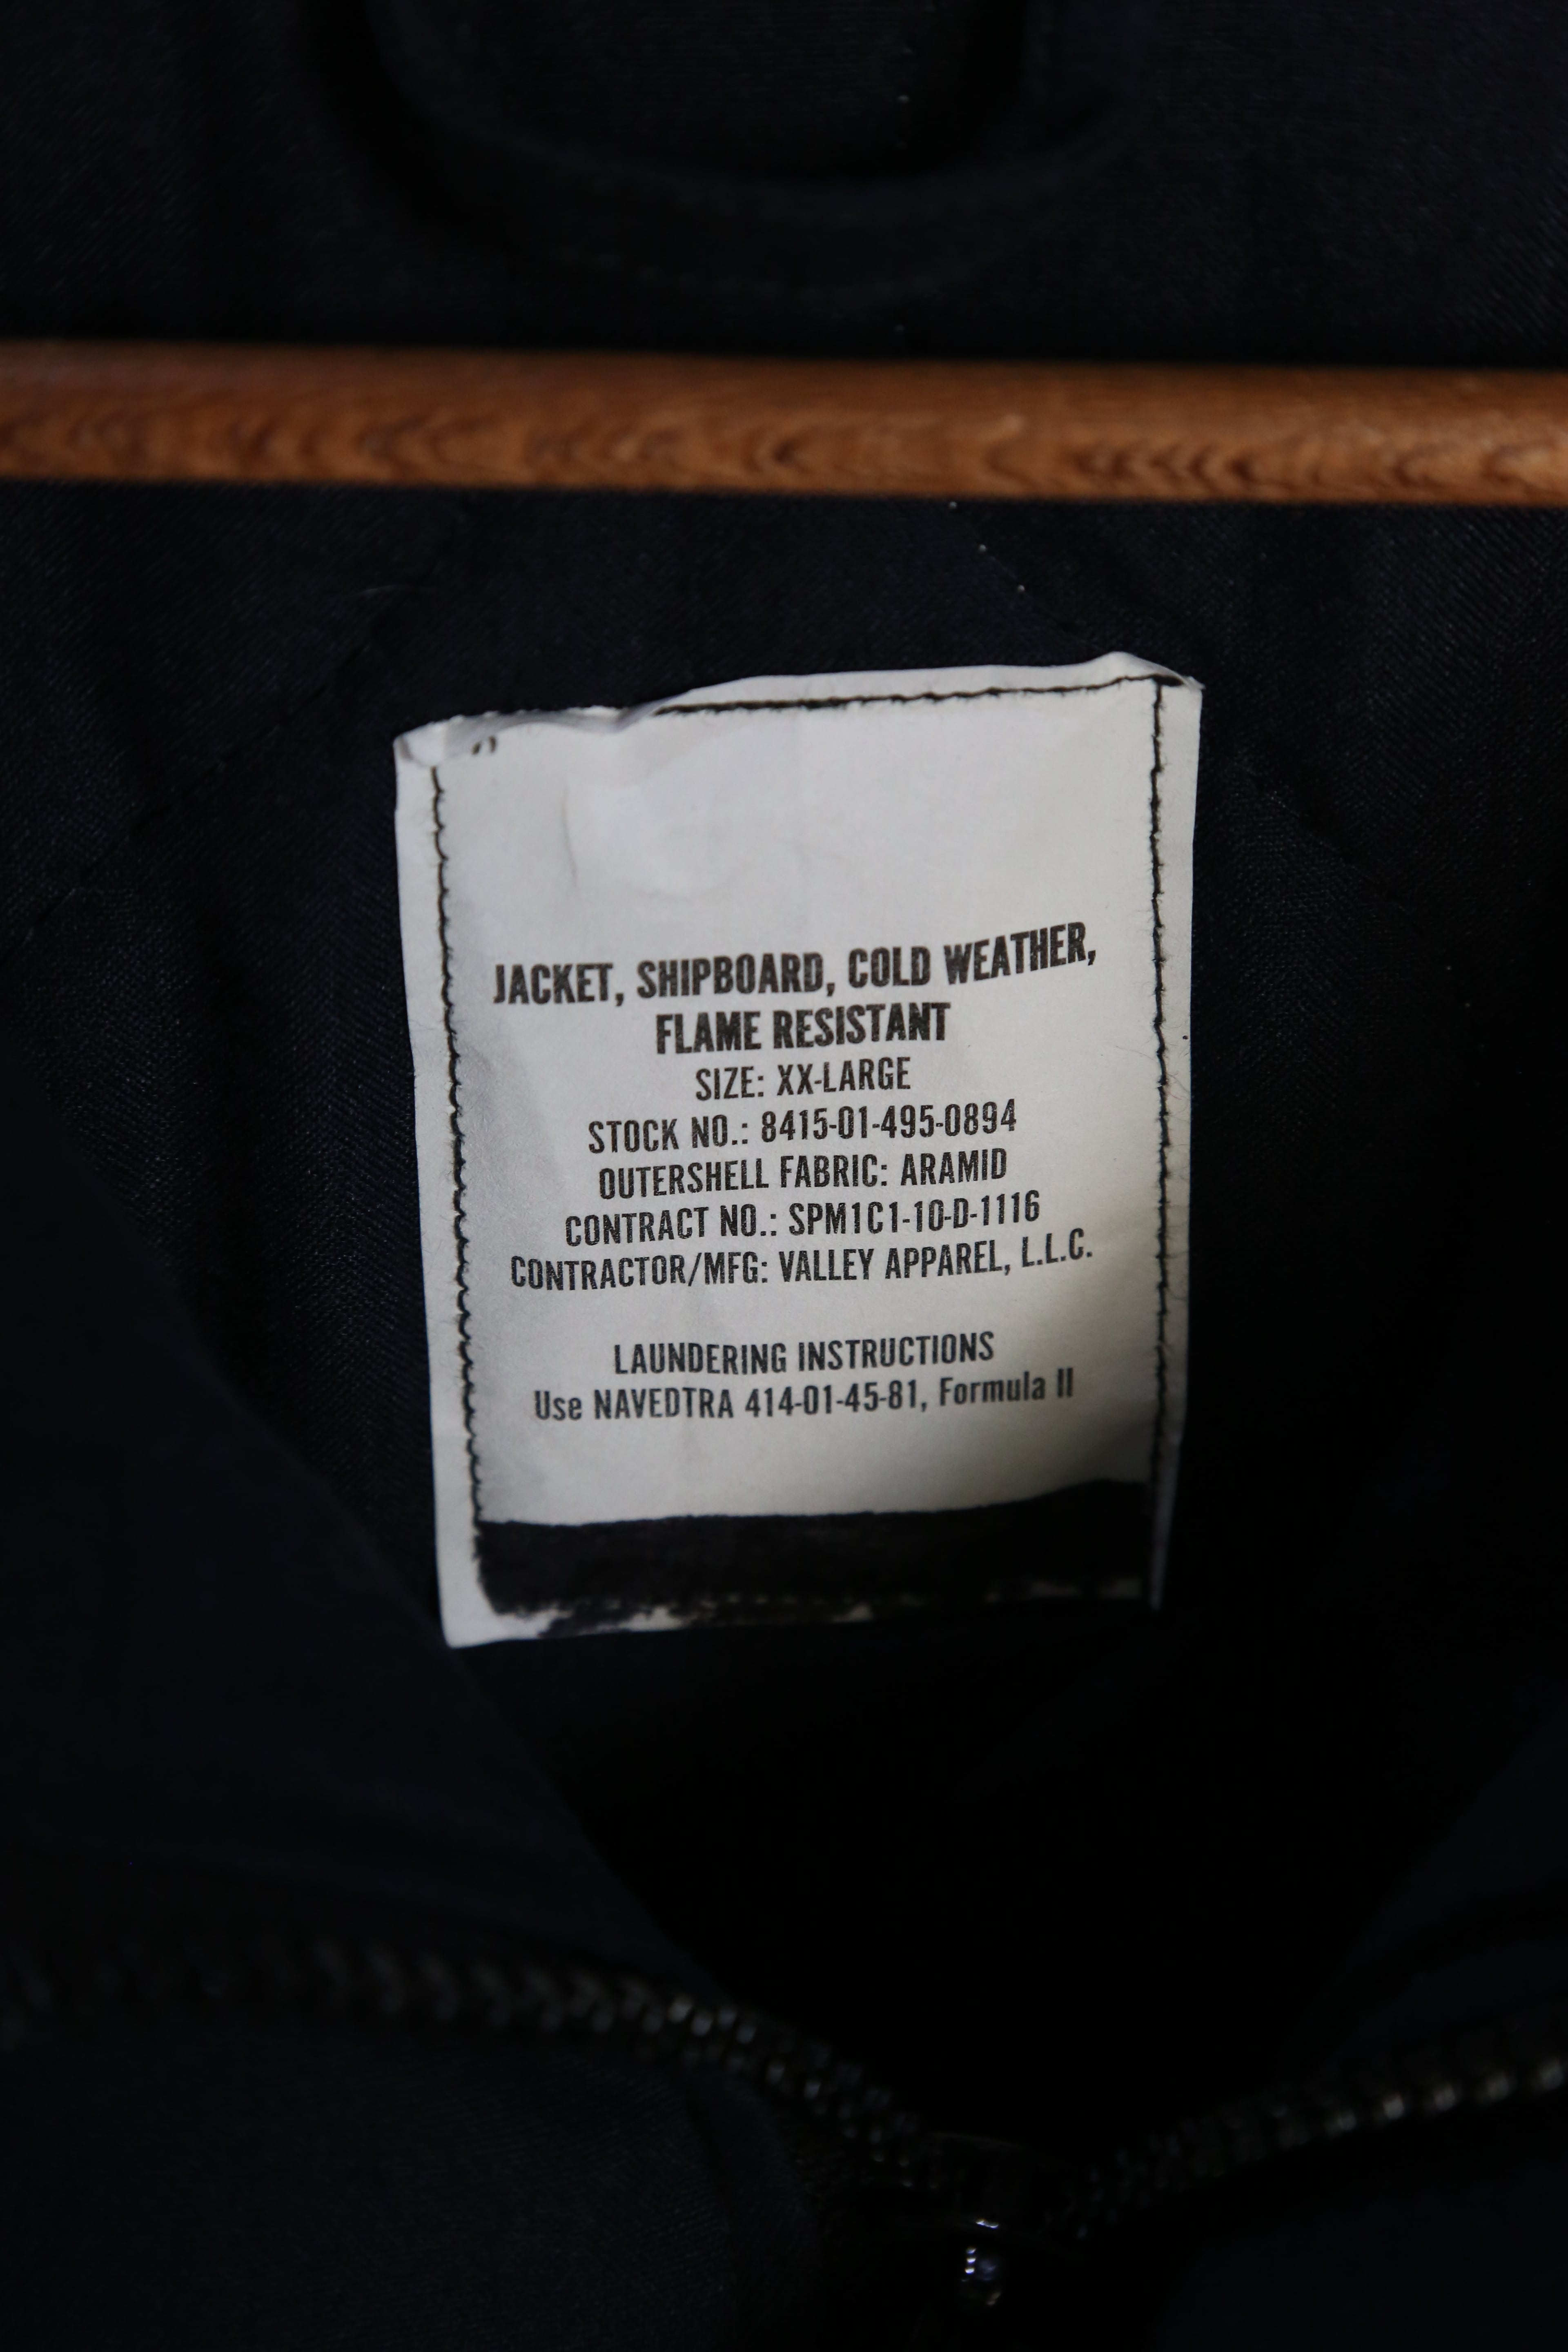 JACKET, SHIPBOARD, COLD WEATHER,
FLAME RESISTANT
SIZE: XX-LARGE
STOCK NO.: 8415-01-495-0894
OUTERSHELL FABRIC: ARAMID
CONTRACT NO.: SPM1C1-10-D-1116
CONTRACTOR/MFG: VALLEY APPAREL, L.L.C.
LAUNDERING INSTRUCTIONS
Use NAVEDTRA 414-01-45-81, Formula II